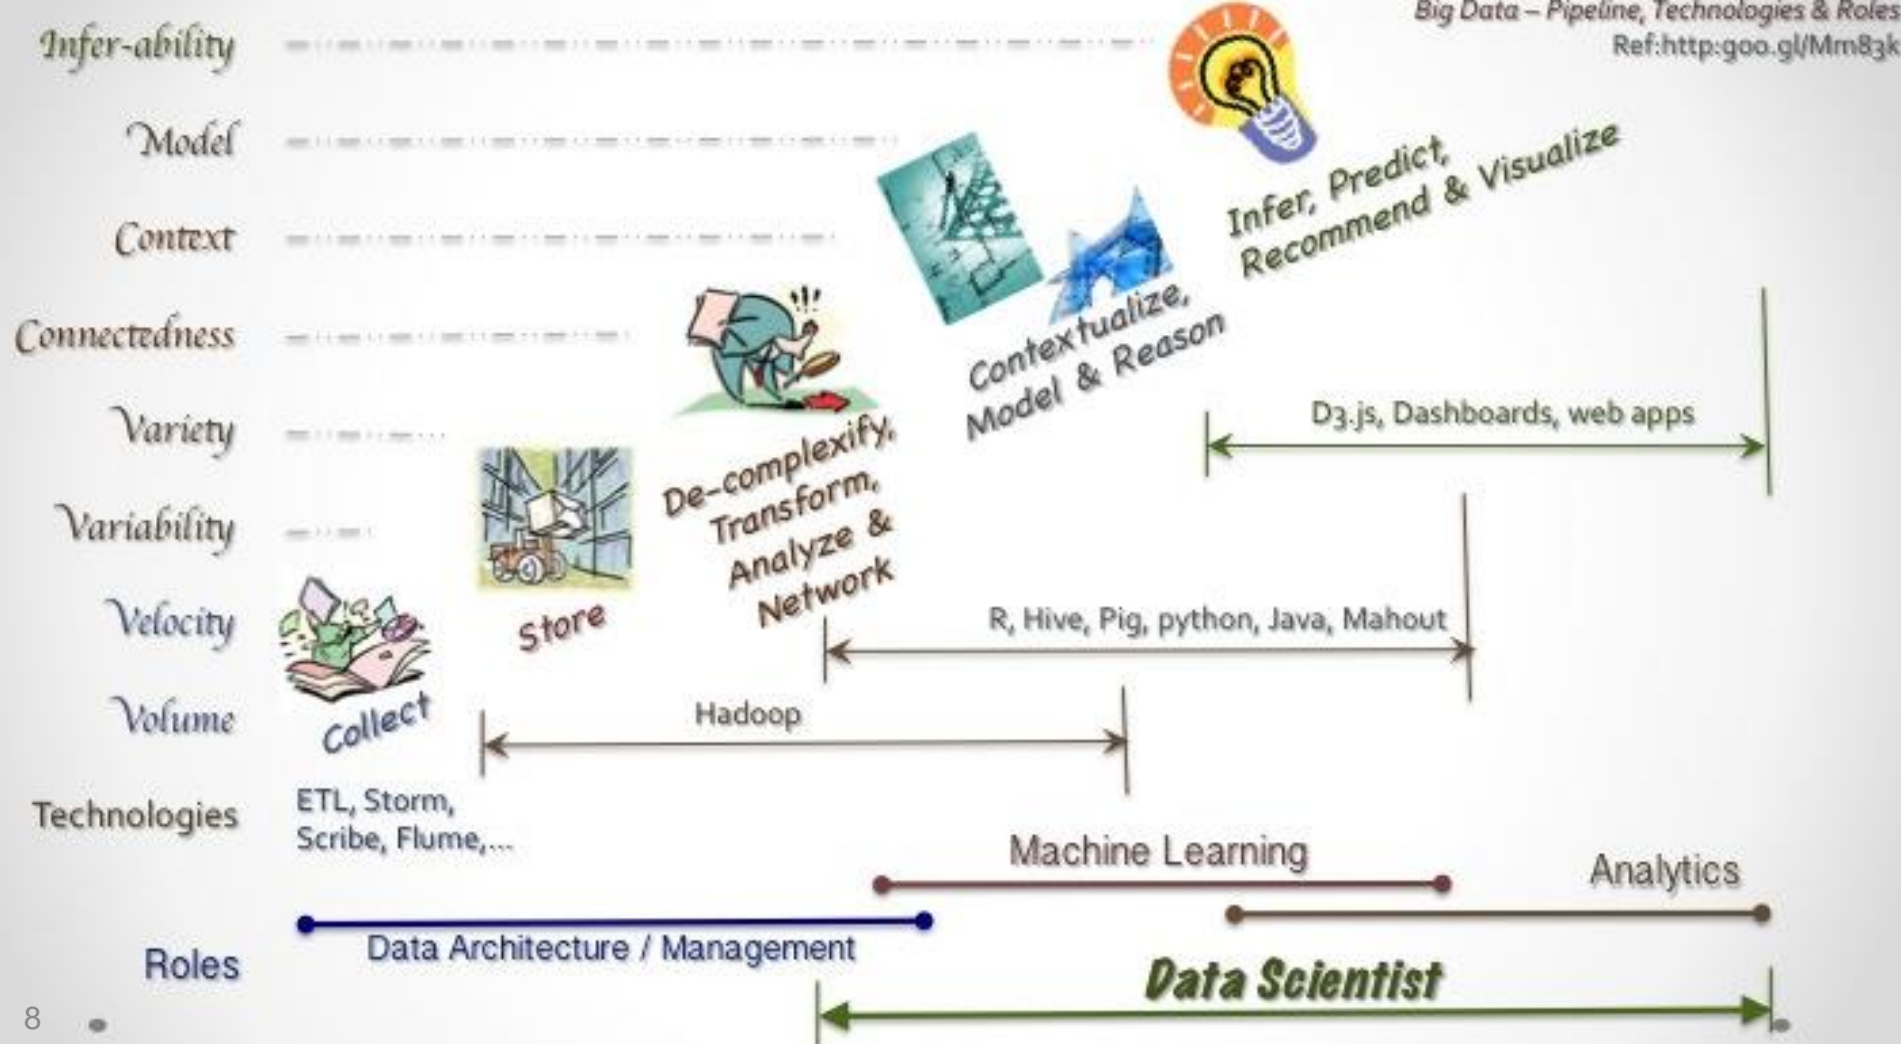 Big Data – Pipeline, Technologies & Roles
Ref:http:goo.gl/Mm83k
Infer-ability
Model
Context
Connectedness
Variety
Variability
Velocity
Volume
Technologies
Roles
Collect
Store
De-complexify,
Transform,
Analyze &
Network
Contextualize,
Model & Reason
Infer, Predict,
Recommend & Visualize
D3.js, Dashboards, web apps
R, Hive, Pig, python, Java, Mahout
Hadoop
ETL, Storm,
Scribe, Flume,...
Machine Learning
Analytics
Data Architecture / Management
Data Scientist
8